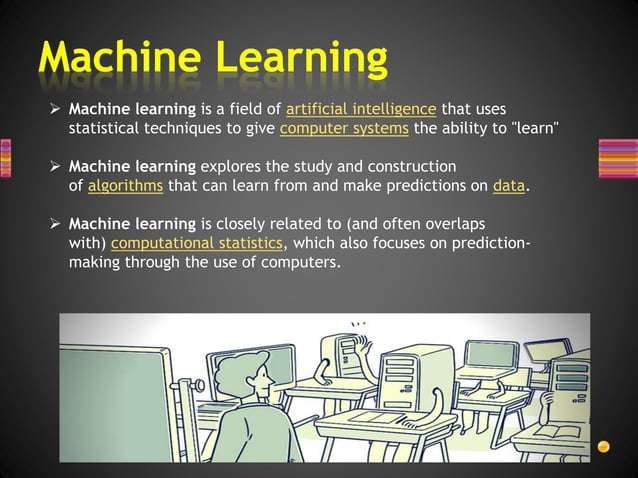 Machine Learning
➢ Machine learning is a field of artificial intelligence that uses
statistical techniques to give computer systems the ability to "learn"
➢ Machine learning explores the study and construction
of algorithms that can learn from and make predictions on data.
➢ Machine learning is closely related to (and often overlaps
with) computational statistics, which also focuses on prediction-
making through the use of computers.